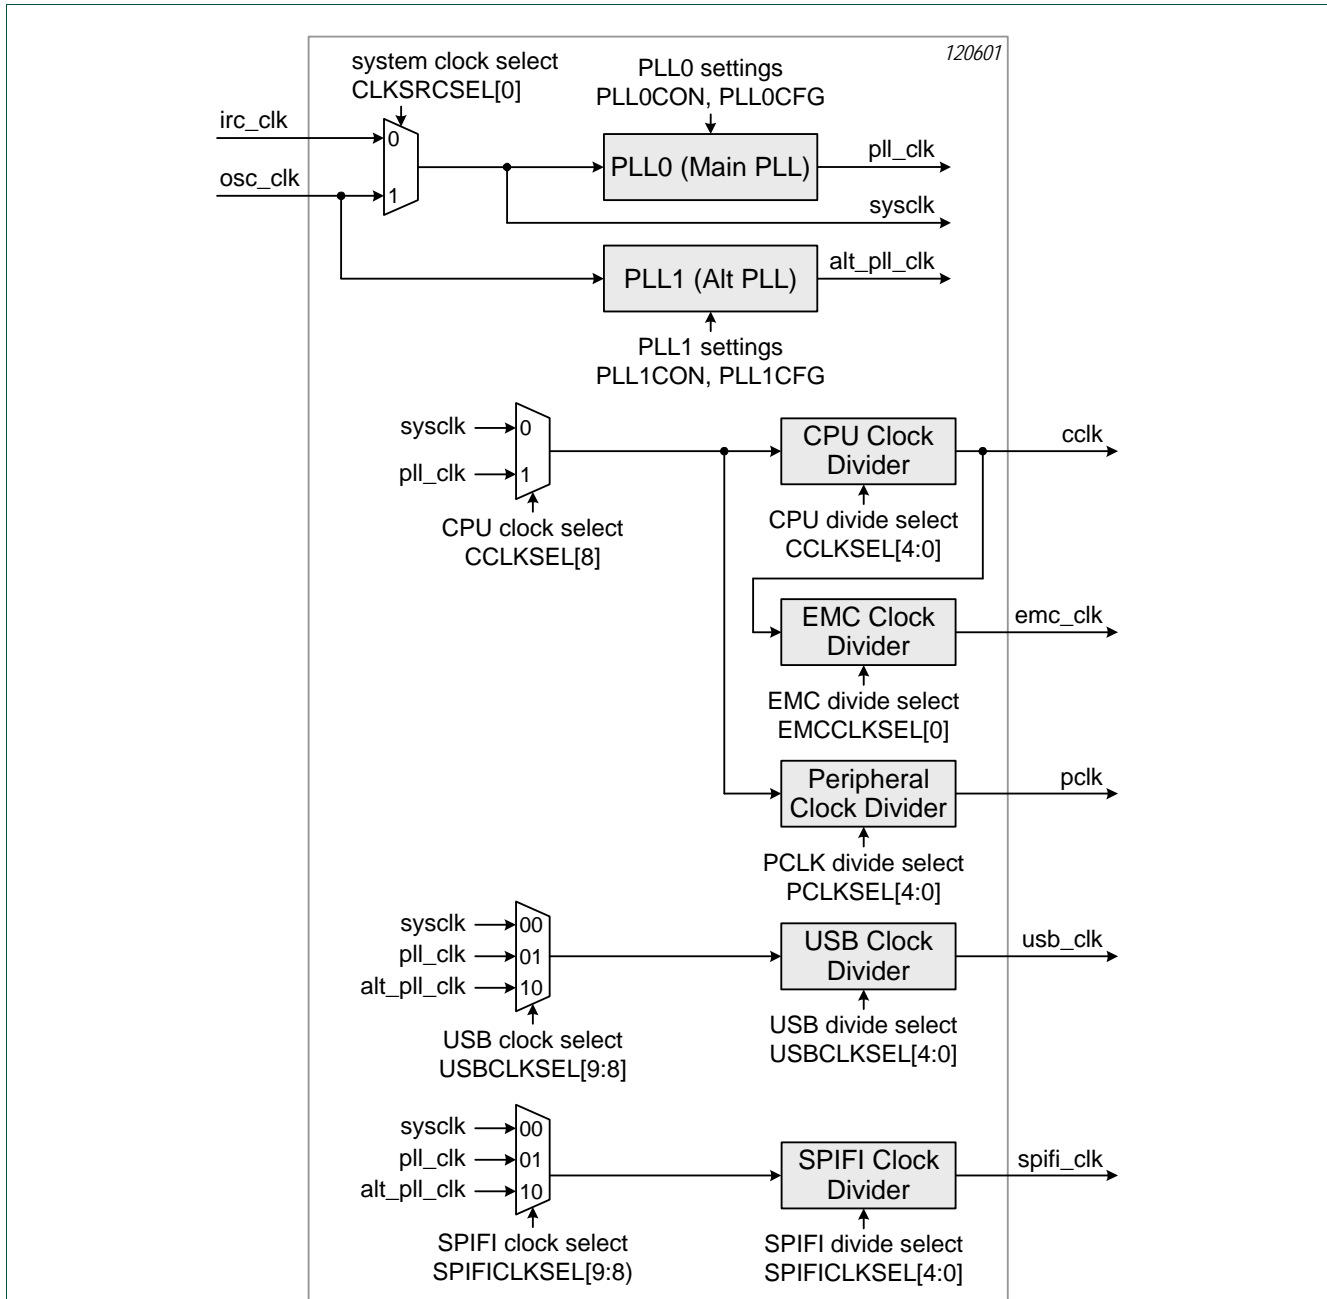 120601
system clock select
CLKSRCSEL[0]
PLL0 settings
PLL0CON, PLL0CFG
irc_clk
0
osc_clk
1
PLL0 (Main PLL)
pll_clk
sysclk
PLL1 (Alt PLL)
alt_pll_clk
PLL1 settings
PLL1CON, PLL1CFG
sysclk
0
pll_clk
1
CPU clock select
CCLKSEL[8]
CPU Clock
Divider
cclk
CPU divide select
CCLKSEL[4:0]
EMC Clock
Divider
emc_clk
EMC divide select
EMCCLKSEL[0]
Peripheral
Clock Divider
pclk
PCLK divide select
PCLKSEL[4:0]
sysclk
00
pll_clk
01
alt_pll_clk
10
USB clock select
USBCLKSEL[9:8]
USB Clock
Divider
usb_clk
USB divide select
USBCLKSEL[4:0]
sysclk
00
pll_clk
01
alt_pll_clk
10
SPIFI clock select
SPIFICLKSEL[9:8)
SPIFI Clock
Divider
spifi_clk
SPIFI divide select
SPIFICLKSEL[4:0]